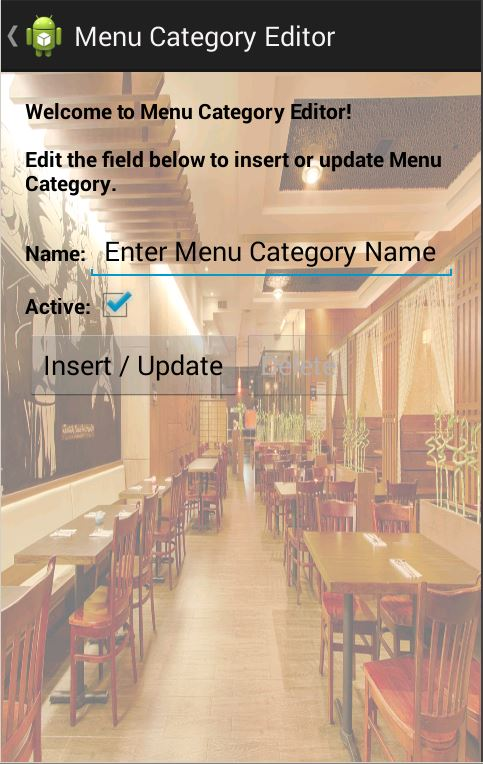 Menu Category Editor
Welcome to Menu Category Editor!
Edit the field below to insert or update Menu
Category.
Name: Enter Menu Category Name
Active:
Insert / Update Delete